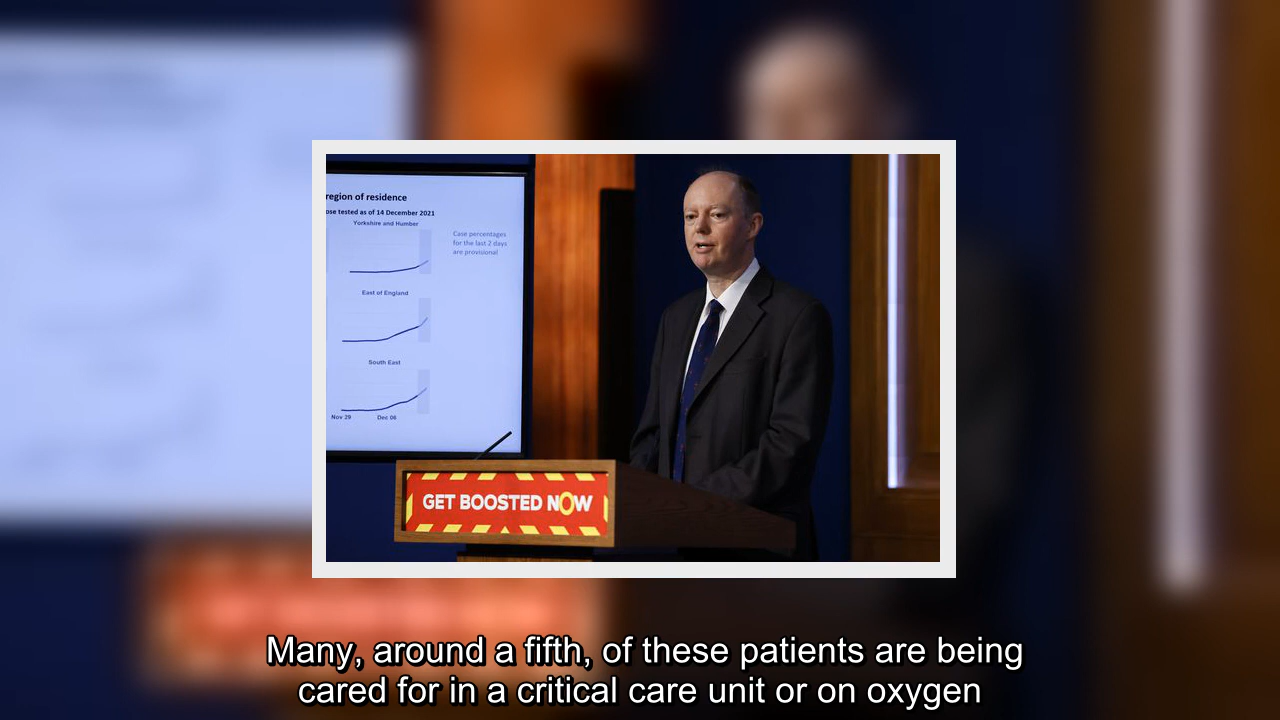 region of residence
ose tested as of 14 December 2021
Yorkshire and Humber
Case percentages
for the last 2 days
are provisional
East of England
South East
Nov 29 Dec 06
GET BOOSTED NOW
Many, around a fifth, of these patients are being
cared for in a critical care unit or on oxygen